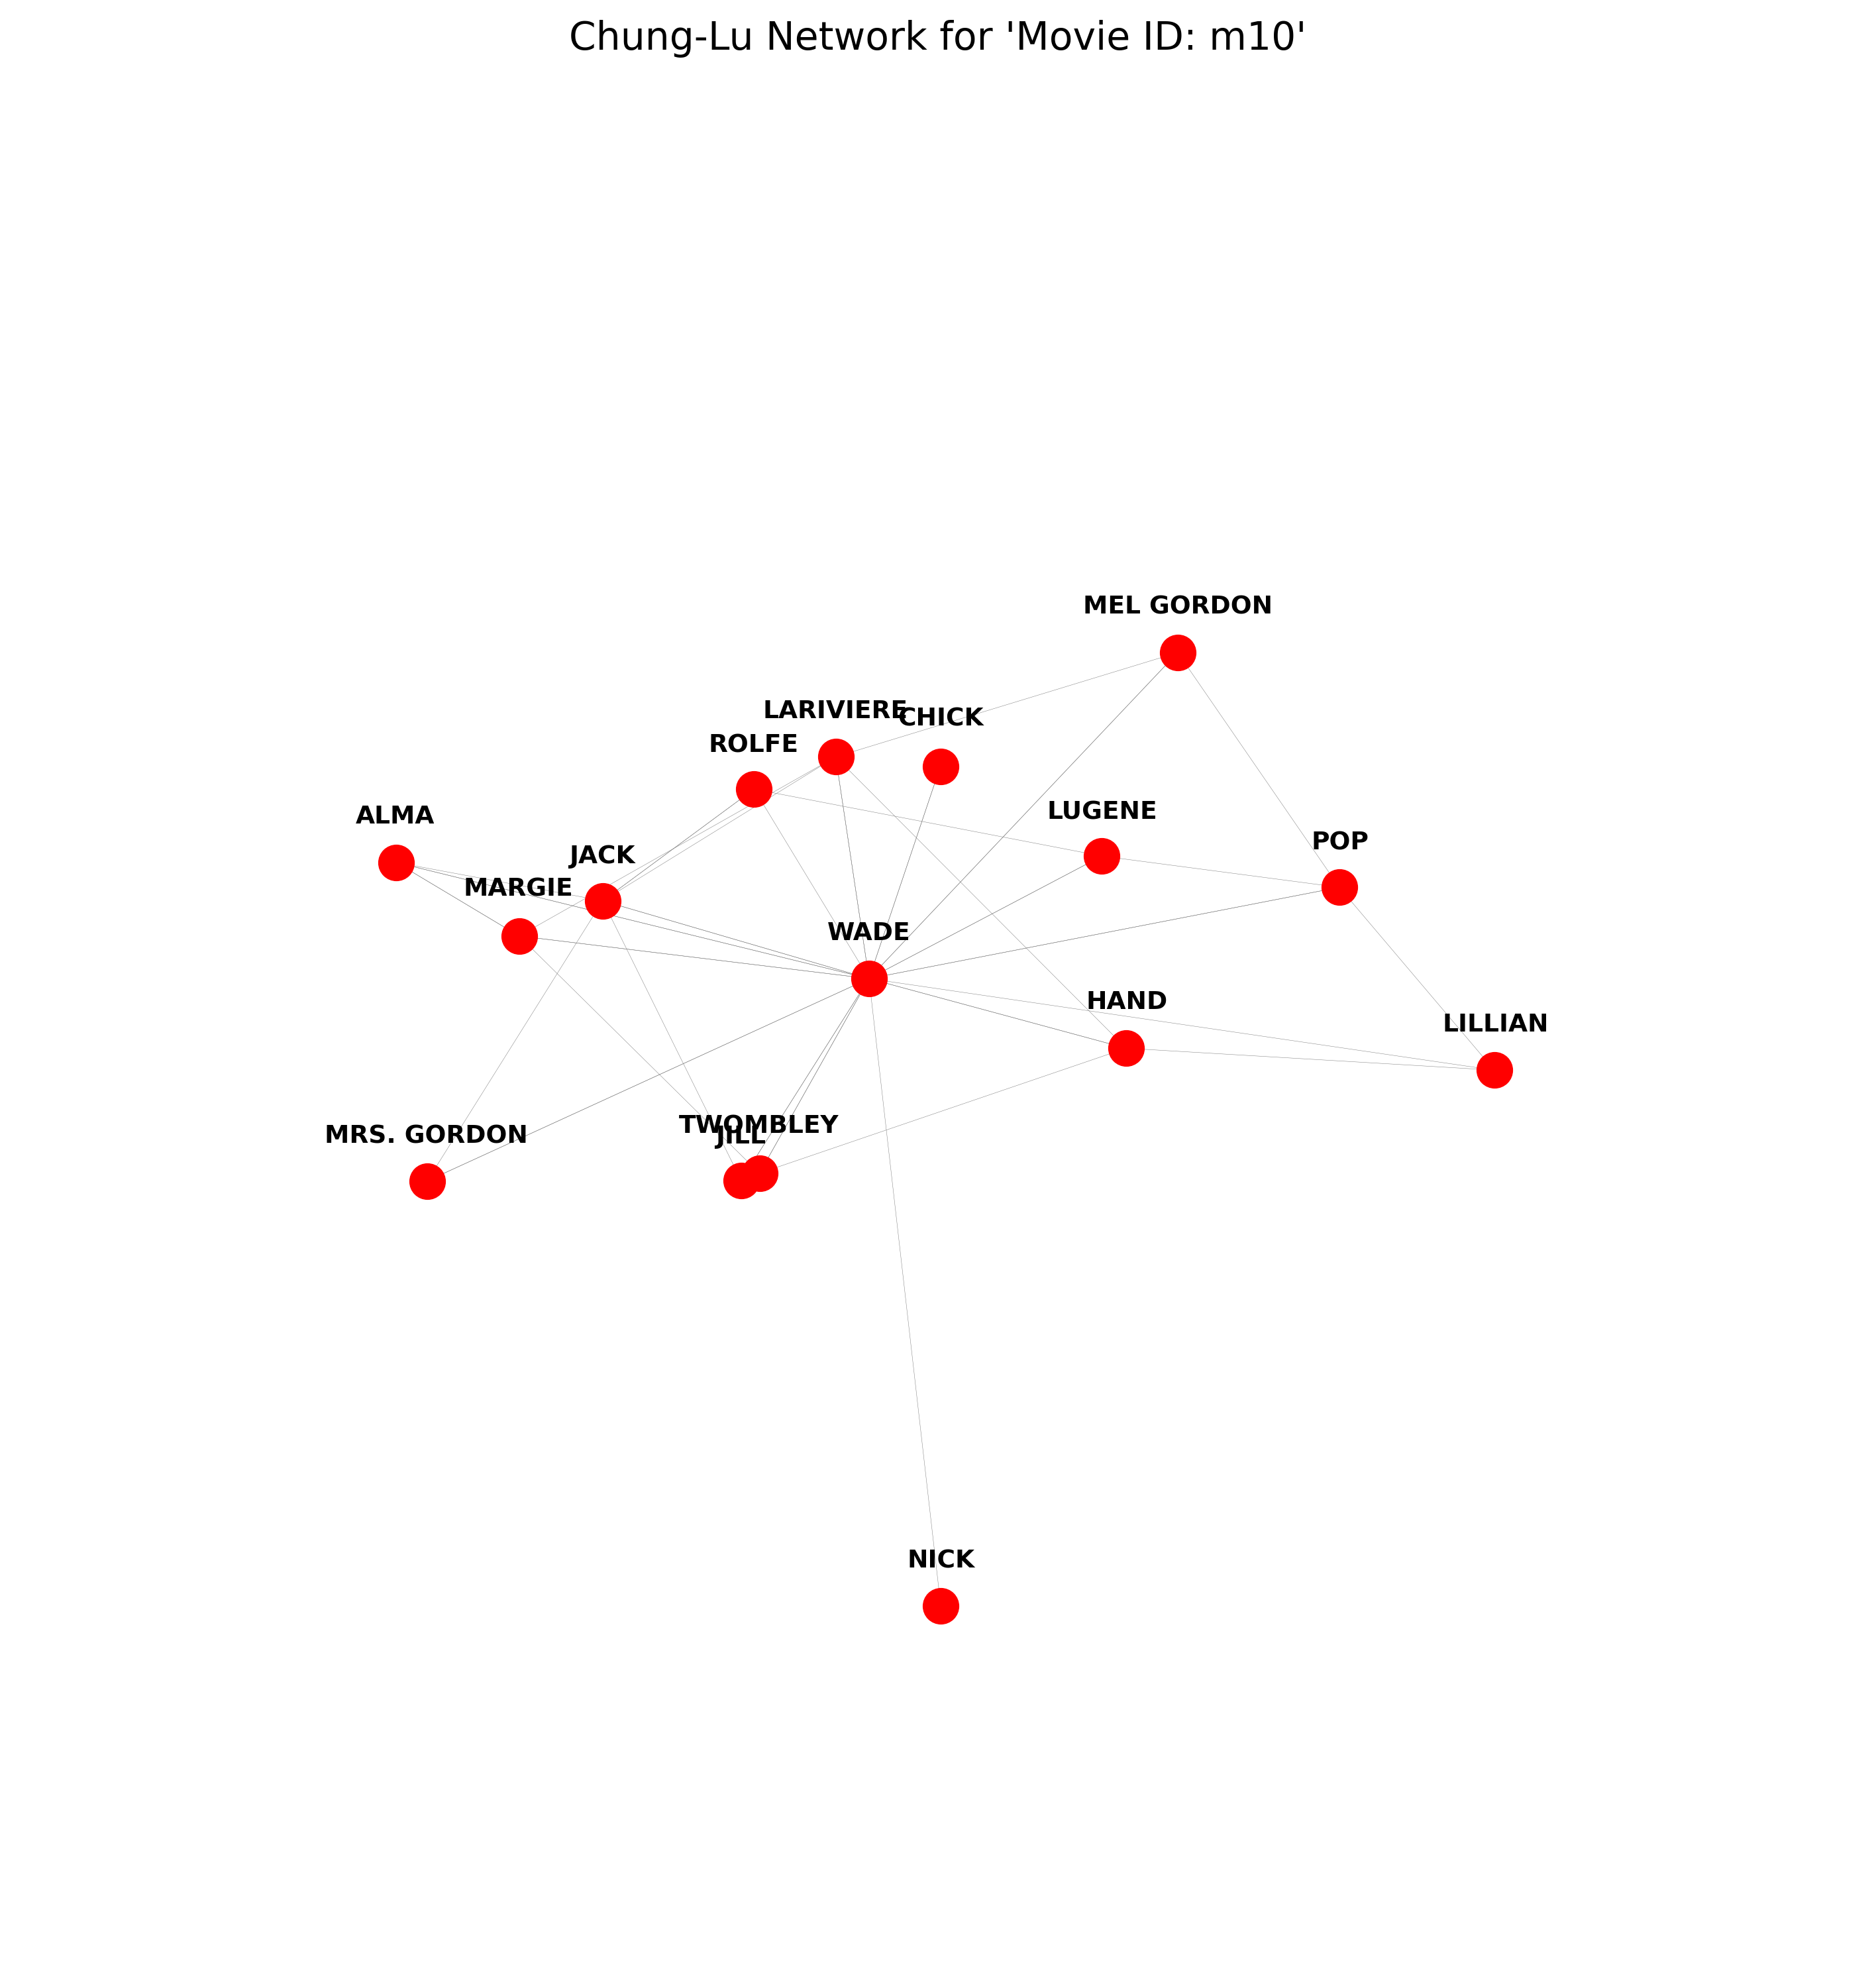 Chung-Lu Network for 'Movie ID: m10'
MEL GORDON
LARIVIERE
CHICK
ROLFE
LUGENE
ALMA
POP
JACK
MARGIE
WADE
HAND
LILLIAN
TWOMBLEY
MRS. GORDON
JILL
NICK